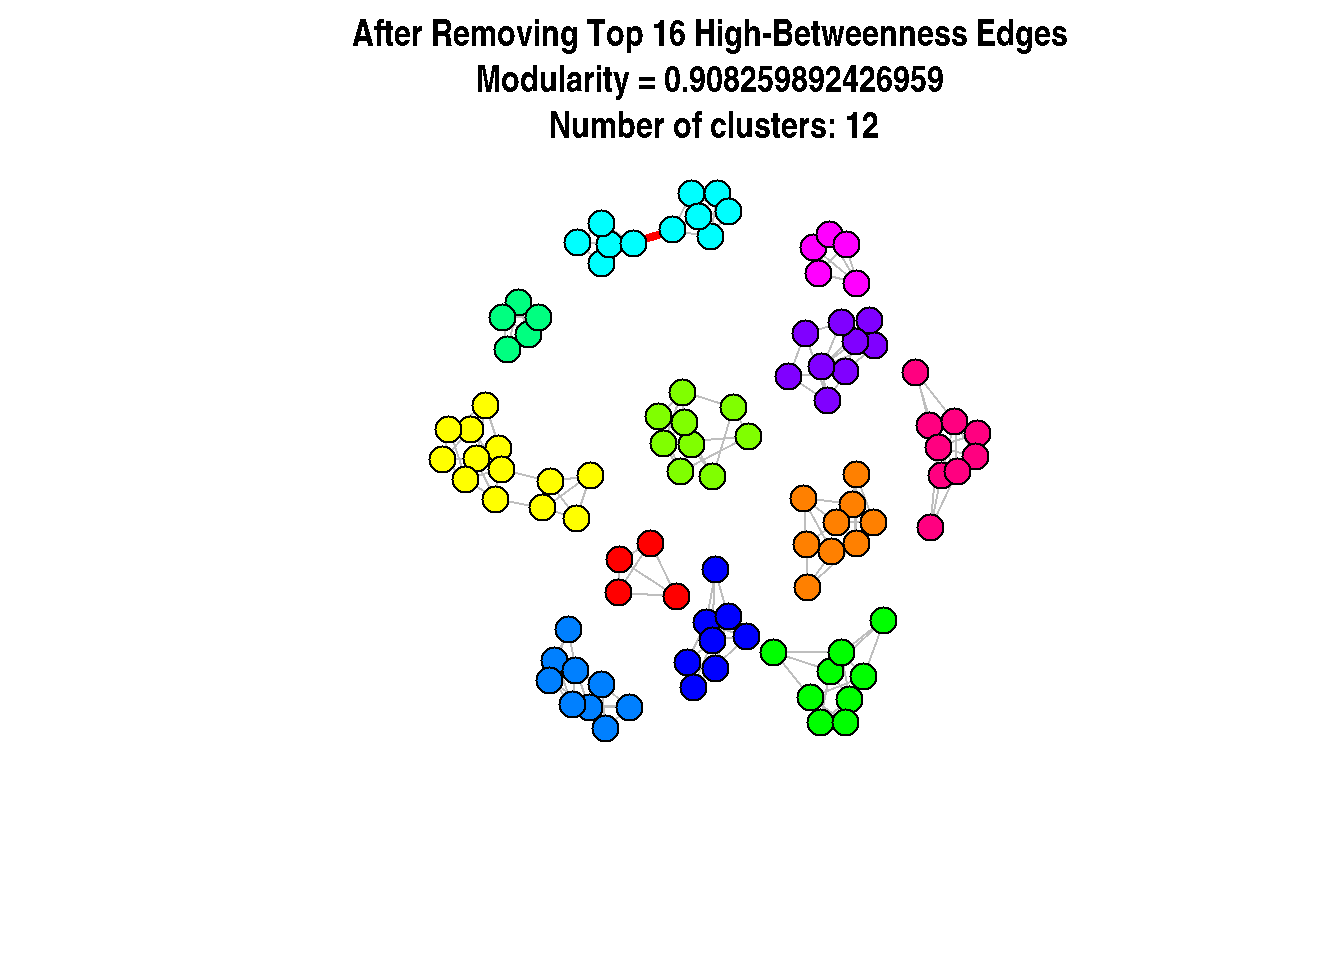 After Removing Top 16 High-Betweenness Edges
Modularity = 0.908259892426959
Number of clusters: 12